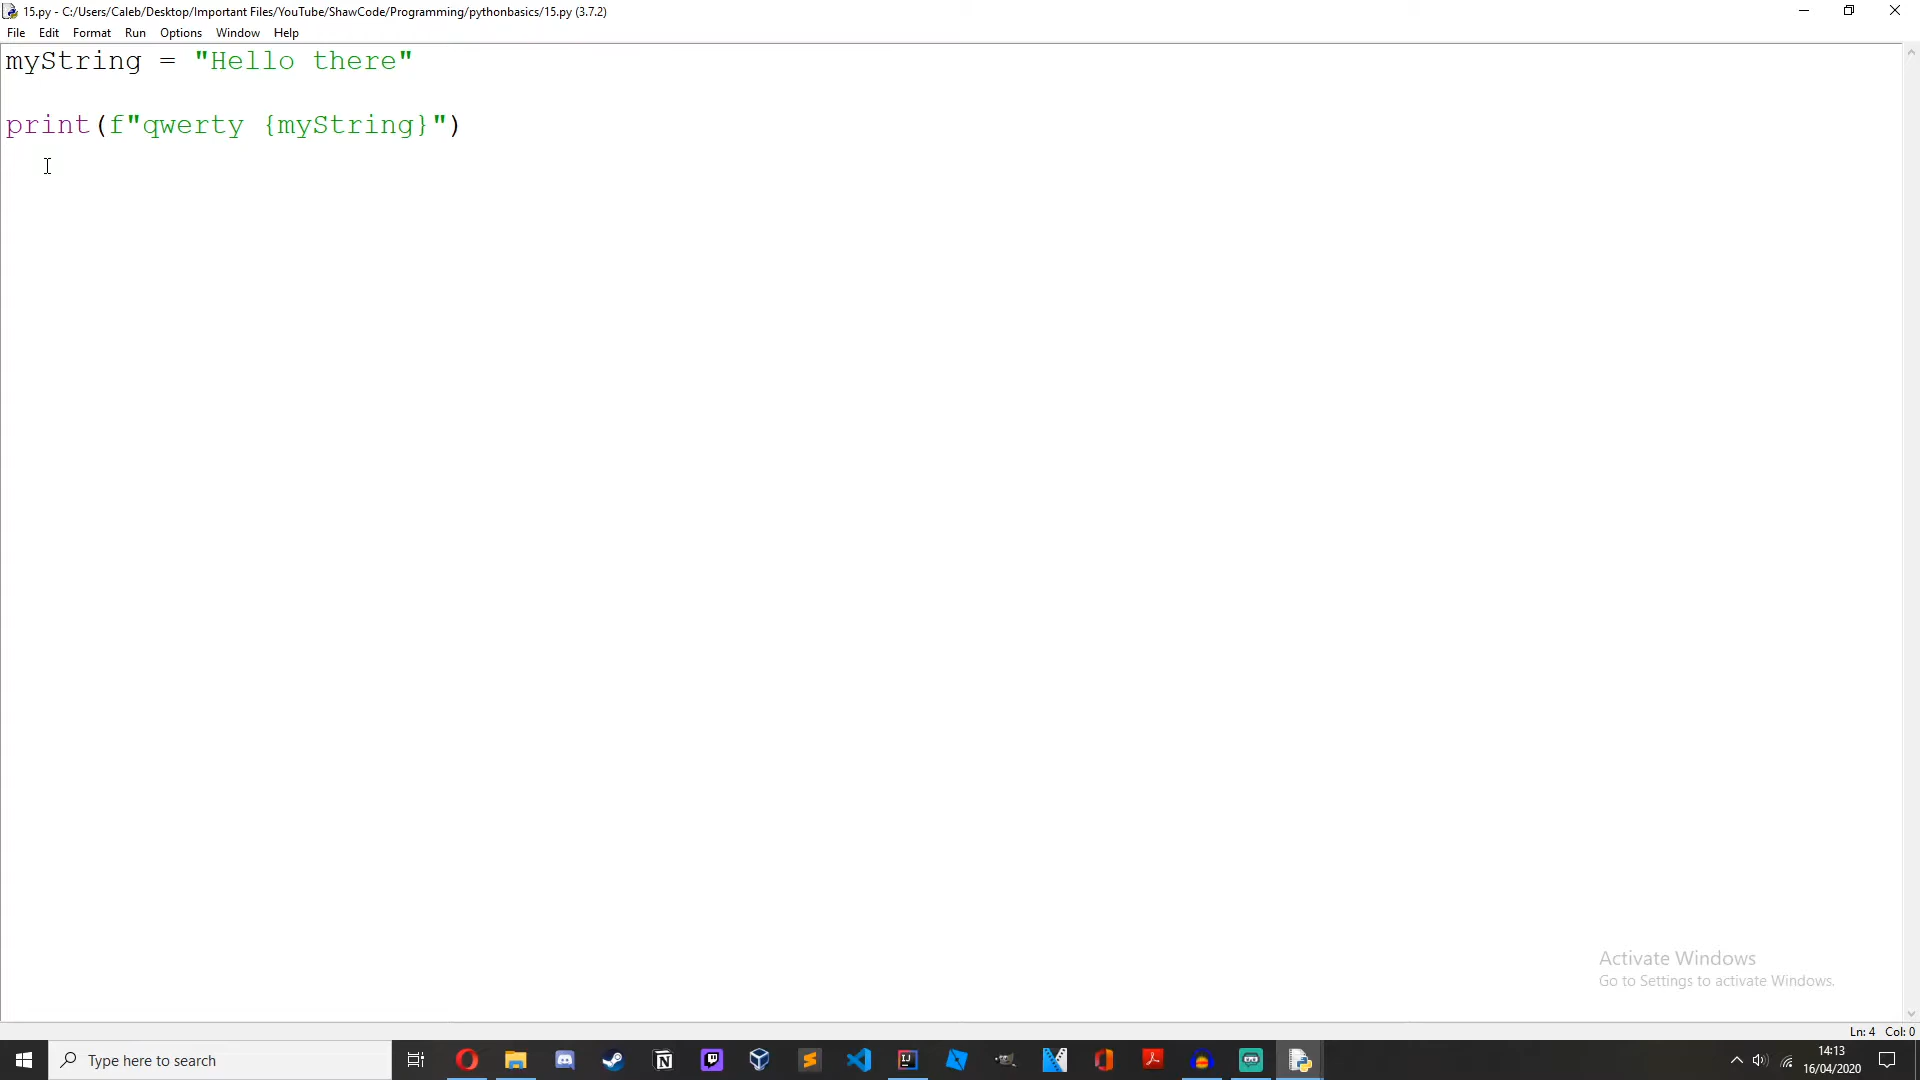 15.py - C:/Users/Caleb/Desktop/Important Files/YouTube/ShawCode/Programming/pythonbasics/15.py (3.7.2)
File Edit Format Run Options Window Help
myString = "Hello there"
print(f"qwerty {myString}")
Activate Windows
Go to Settings to activate Windows.
Ln: 4 Col: 0
Type here to search
14:13
16/04/2020